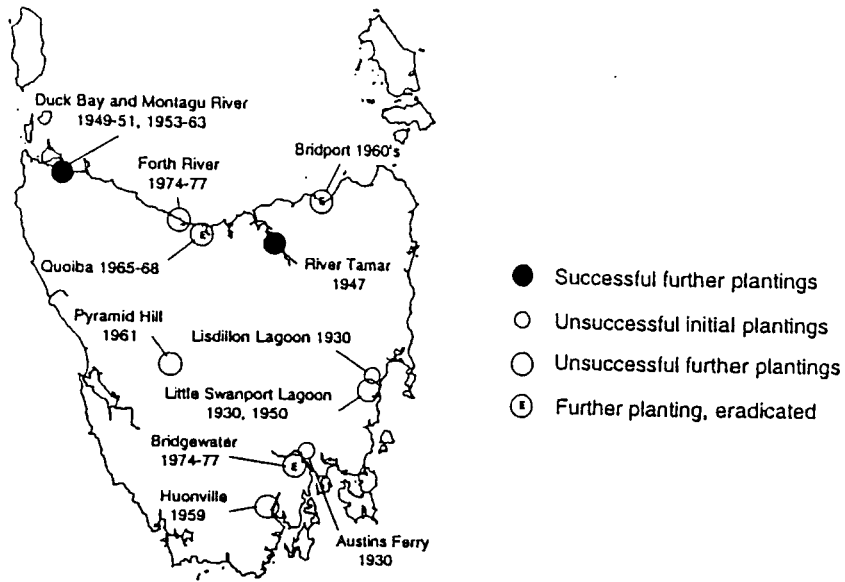 Duck Bay and Montagu River
1949-51, 1953-63
Forth River
1974-77
Bridport 1960's
E
E
Quoiba 1965-68
River Tamar
1947
Pyramid Hill
1961
Lisdillon Lagoon 1930
Little Swanport Lagoon
1930, 1950
Bridgewater
1974-77
E
Huonville
1959
Austins Ferry
1930
Successful further plantings
Unsuccessful initial plantings
Unsuccessful further plantings
E Further planting, eradicated